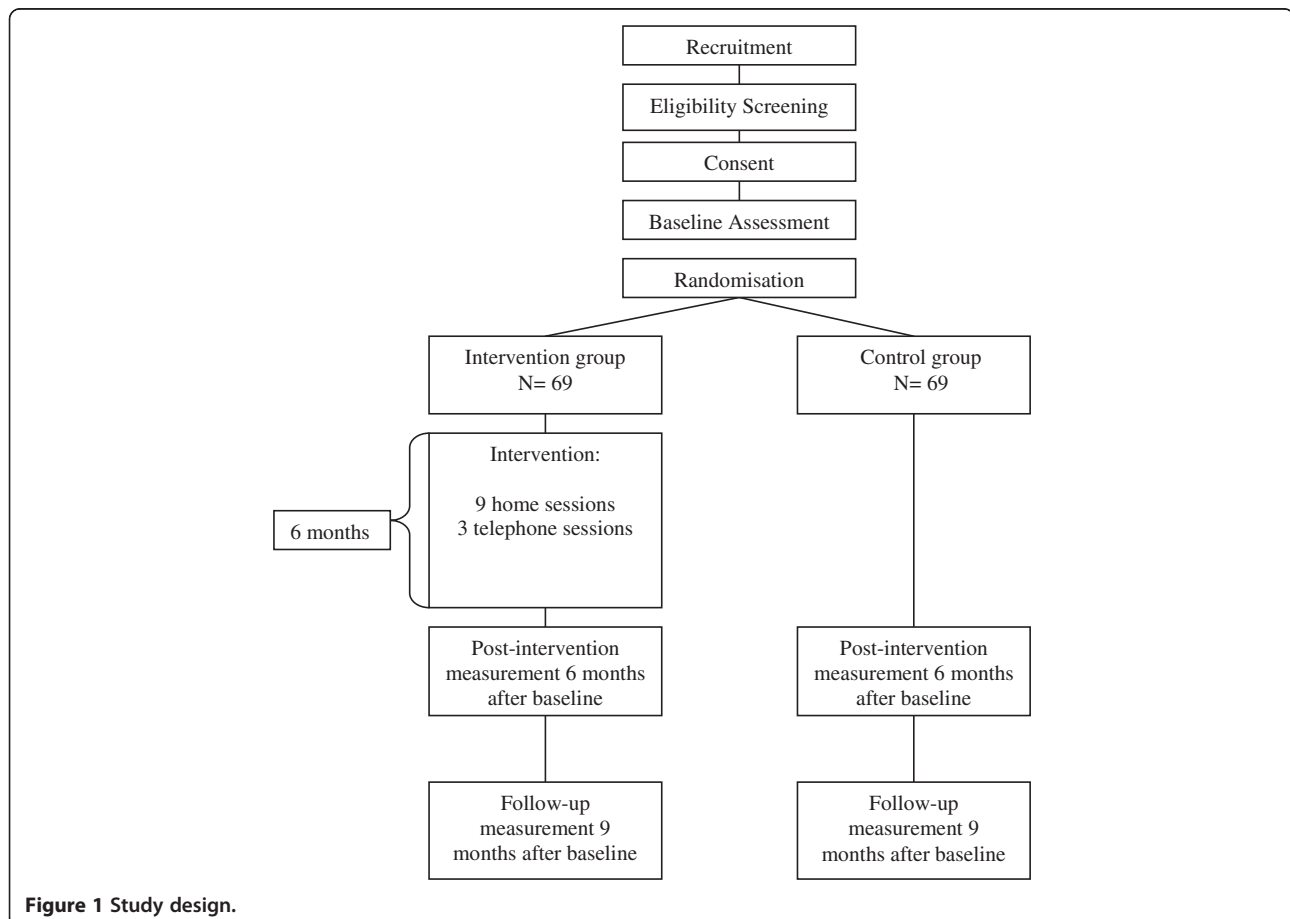 Recruitment
Eligibility Screening
Consent
Baseline Assessment
Randomisation
Intervention group
N= 69
Control group
N= 69
Intervention:
9 home sessions
3 telephone sessions
6 months
Post-intervention
measurement 6 months
after baseline
Post-intervention
measurement 6 months
after baseline
Follow-up
measurement 9
months after baseline
Follow-up
measurement 9
months after baseline
Figure 1 Study design.